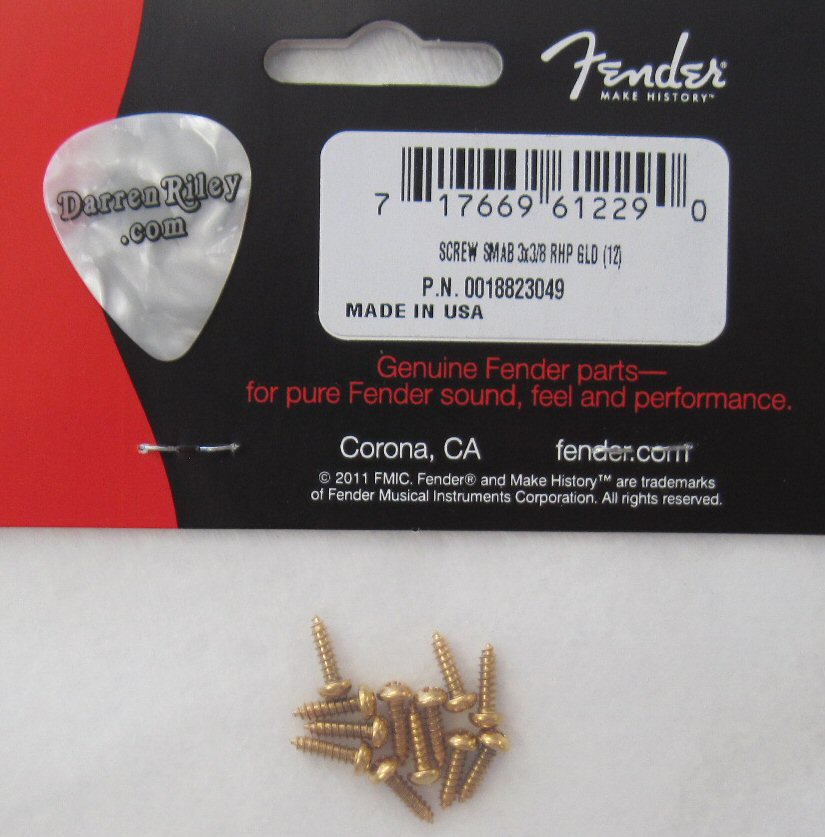 Fender®
MAKE HISTORY™
DarrenRiley
.com
7 17669 61229 0
SCREW SMAB 3x3/8 RHP GLD (12)
P.N. 0018823049
MADE IN USA
Genuine Fender parts—
for pure Fender sound, feel and performance.
Corona, CA fender.com
© 2011 FMIC. Fender® and Make History™ are trademarks
of Fender Musical Instruments Corporation. All rights reserved.